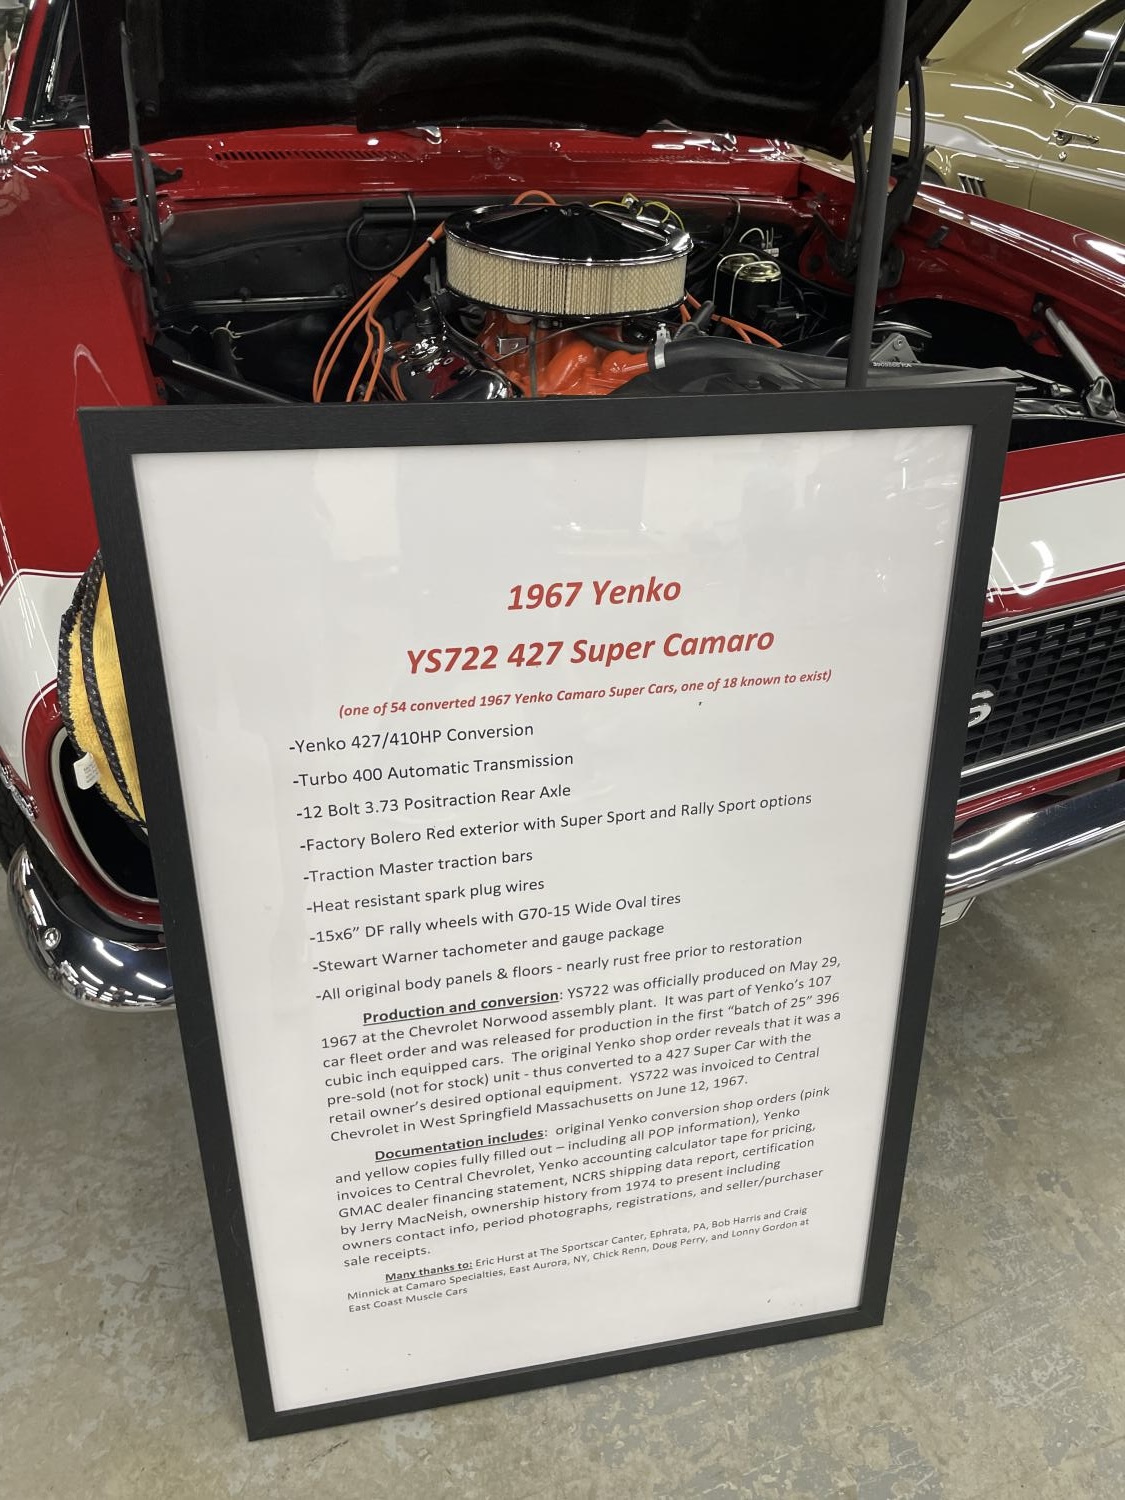 1967 Yenko
YS722 427 Super Camaro
(one of 54 converted 1967 Yenko Camaro Super Cars, one of 18 known to exist)
-Yenko 427/410HP Conversion
-Turbo 400 Automatic Transmission
-12 Bolt 3.73 Positraction Rear Axle
-Factory Bolero Red exterior with Super Sport and Rally Sport options
-Traction Master traction bars
-Heat resistant spark plug wires
-15x6" DF rally wheels with G70-15 Wide Oval tires
-Stewart Warner tachometer and gauge package
-All original body panels & floors - nearly rust free prior to restoration
Production and conversion: YS722 was officially produced on May 29,
1967 at the Chevrolet Norwood assembly plant. It was part of Yenko's 107
car fleet order and was released for production in the first "batch of 25" 396
cubic inch equipped cars. The original Yenko shop order reveals that it was a
pre-sold (not for stock) unit - thus converted to a 427 Super Car with the
retail owner's desired optional equipment. YS722 was invoiced to Central
Chevrolet in West Springfield Massachusetts on June 12, 1967.
Documentation includes: original Yenko conversion shop orders (pink
and yellow copies fully filled out – including all POP information), Yenko
invoices to Central Chevrolet, Yenko accounting calculator tape for pricing,
GMAC dealer financing statement, NCRS shipping data report, certification
by Jerry MacNeish, ownership history from 1974 to present including
owners contact info, period photographs, registrations, and seller/purchaser
sale receipts.
Many thanks to: Eric Hurst at The Sportscar Canter, Ephrata, PA, Bob Harris and Craig
Minnick at Camaro Specialties, East Aurora, NY, Chick Renn, Doug Perry, and Lonny Gordon at
East Coast Muscle Cars